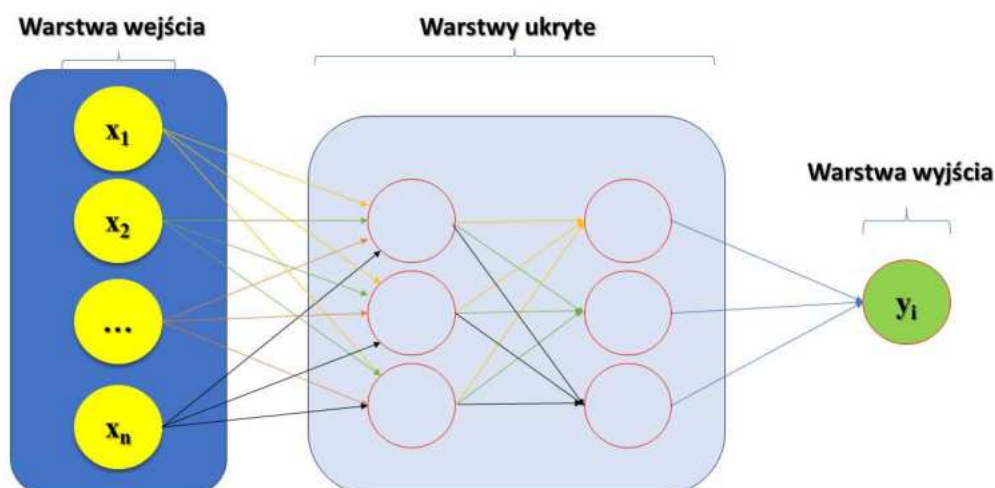 Warstwa wejścia
Warstwy ukryte
Warstwa wyjścia
x₁
x₂
...
xₙ
yᵢ